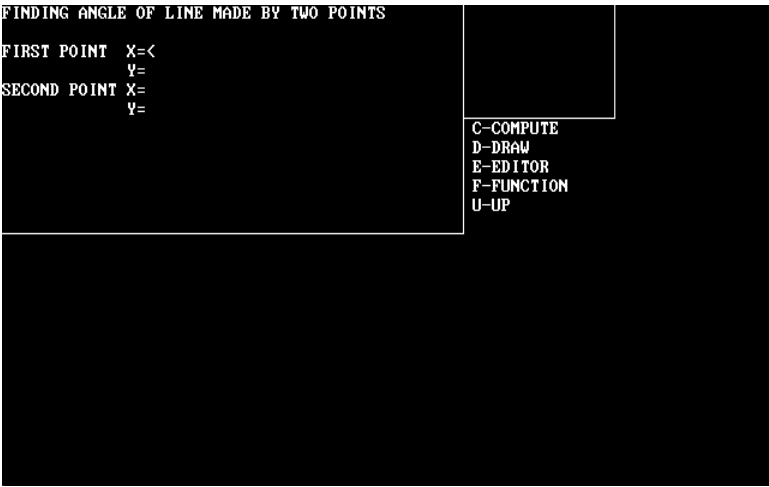 FINDING ANGLE OF LINE MADE BY TWO POINTS
FIRST POINT X=<
Y=
SECOND POINT X=
Y=
C-COMPUTE
D-DRAW
E-EDITOR
F-FUNCTION
U-UP